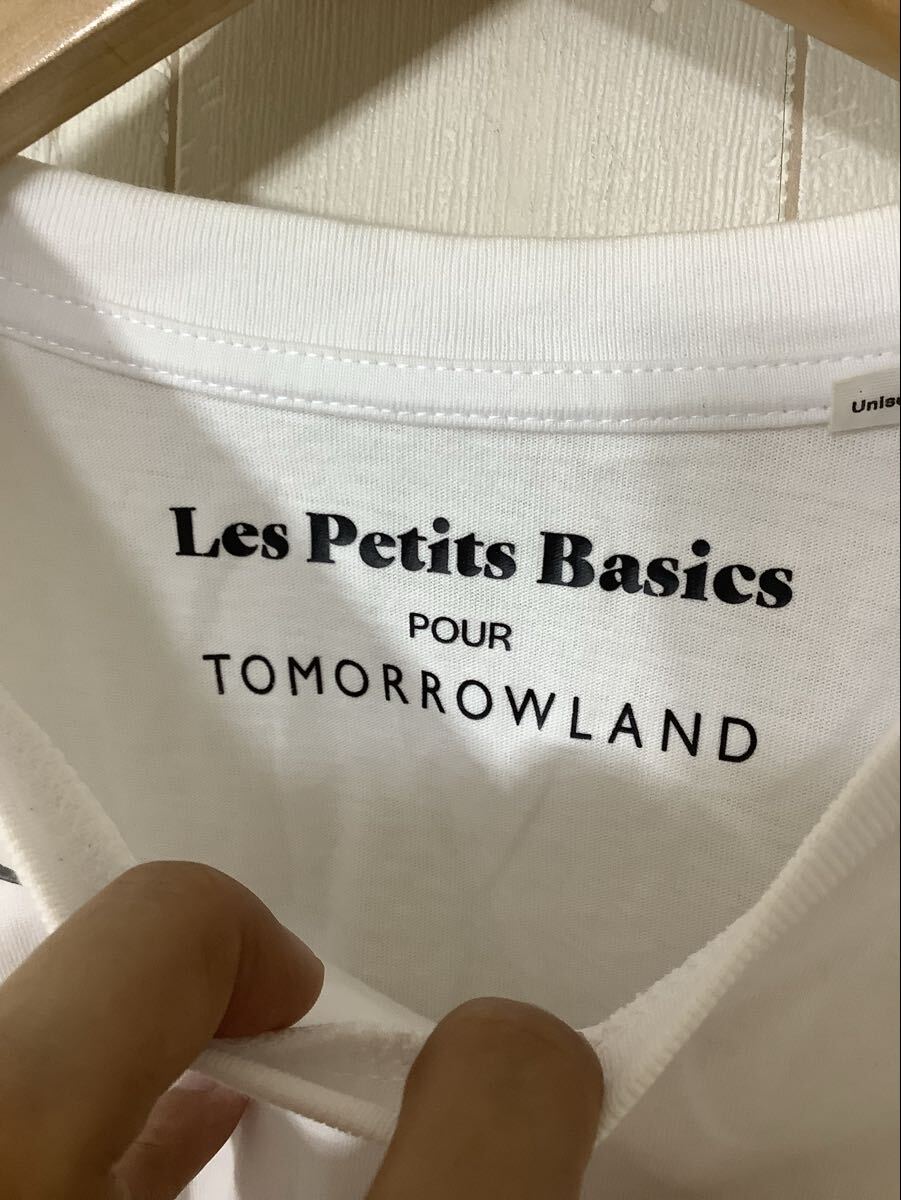 Les Petits Basics
POUR
TOMORROWLAND